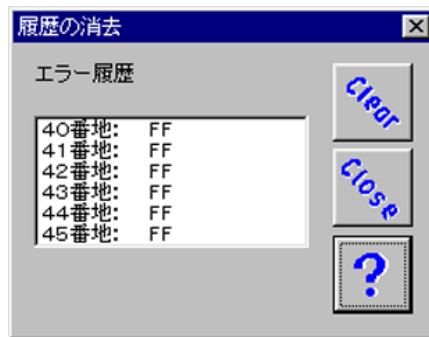 履歴の消去
エラー履歴
40番地: FF
41番地: FF
42番地: FF
43番地: FF
44番地: FF
45番地: FF
Clear
Close
?